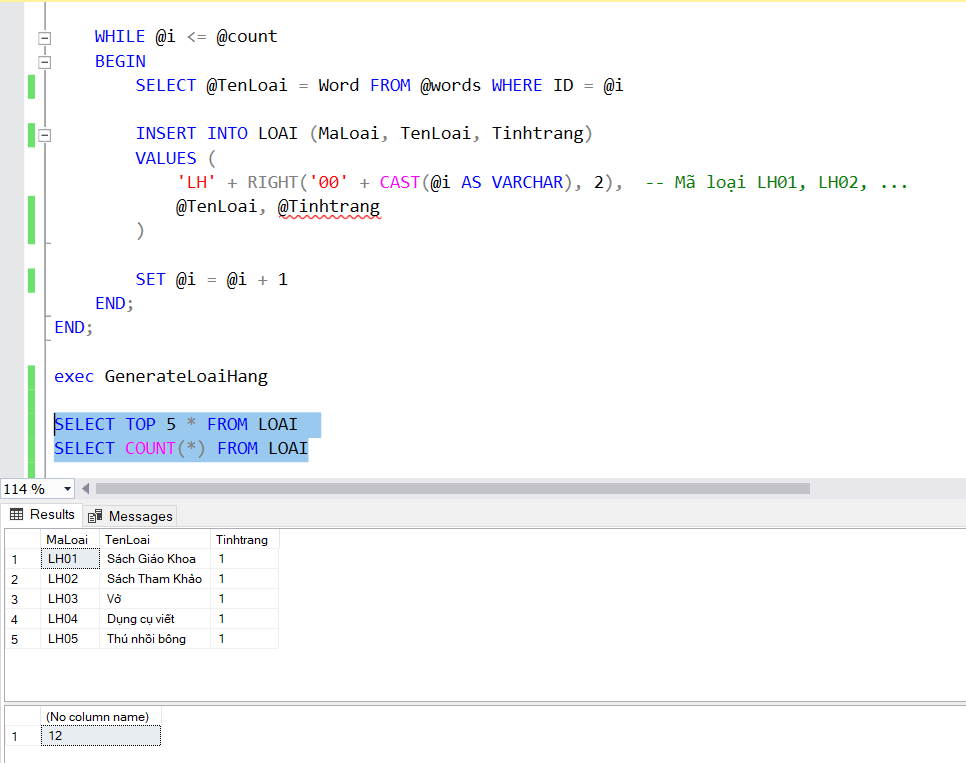 WHILE @i <= @count
BEGIN
SELECT @TenLoai = Word FROM @words WHERE ID = @i
INSERT INTO LOAI (MaLoai, TenLoai, Tinhtrang)
VALUES (
'LH' + RIGHT('00' + CAST(@i AS VARCHAR), 2), -- Mã loại LH01, LH02, ...
@TenLoai, @Tinhtrang
)
SET @i = @i + 1
END;
END;
exec GenerateLoaiHang
SELECT TOP 5 * FROM LOAI
SELECT COUNT(*) FROM LOAI
114 %
Results Messages
MaLoai TenLoai Tinhtrang
1 LH01 Sách Giáo Khoa 1
2 LH02 Sách Tham Khảo 1
3 LH03 Vở 1
4 LH04 Dụng cụ viết 1
5 LH05 Thú nhồi bông 1
(No column name)
1 12